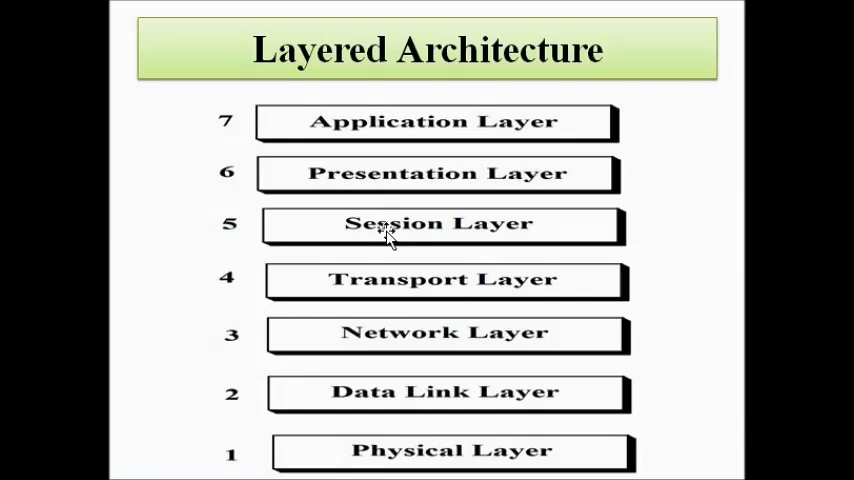 Layered Architecture
7 Application Layer
6 Presentation Layer
5 Session Layer
4 Transport Layer
3 Network Layer
2 Data Link Layer
1 Physical Layer